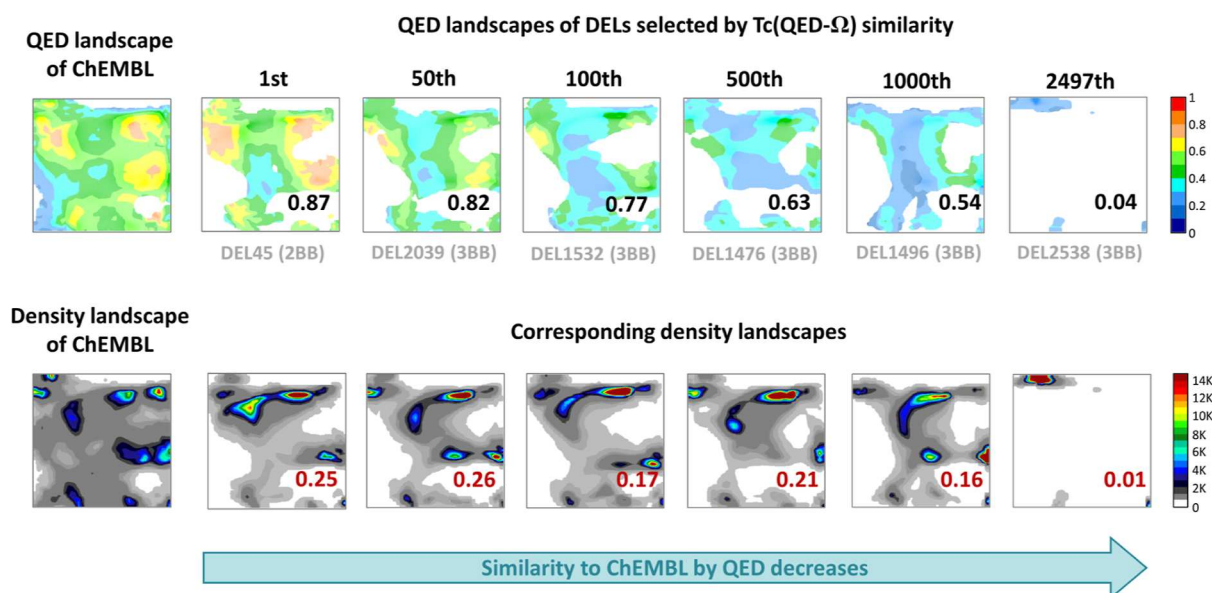 QED landscape
of ChEMBL
QED landscapes of DELs selected by Tc(QED-Ω) similarity
1st
50th
100th
500th
1000th
2497th
0.87
0.82
0.77
0.63
0.54
0.04
DEL45 (2BB)
DEL2039 (3BB)
DEL1532 (3BB)
DEL1476 (3BB)
DEL1496 (3BB)
DEL2538 (3BB)
1
0.8
0.6
0.4
0.2
0
Density landscape
of ChEMBL
Corresponding density landscapes
0.25
0.26
0.17
0.21
0.16
0.01
14K
12K
10K
8K
6K
4K
2K
0
Similarity to ChEMBL by QED decreases